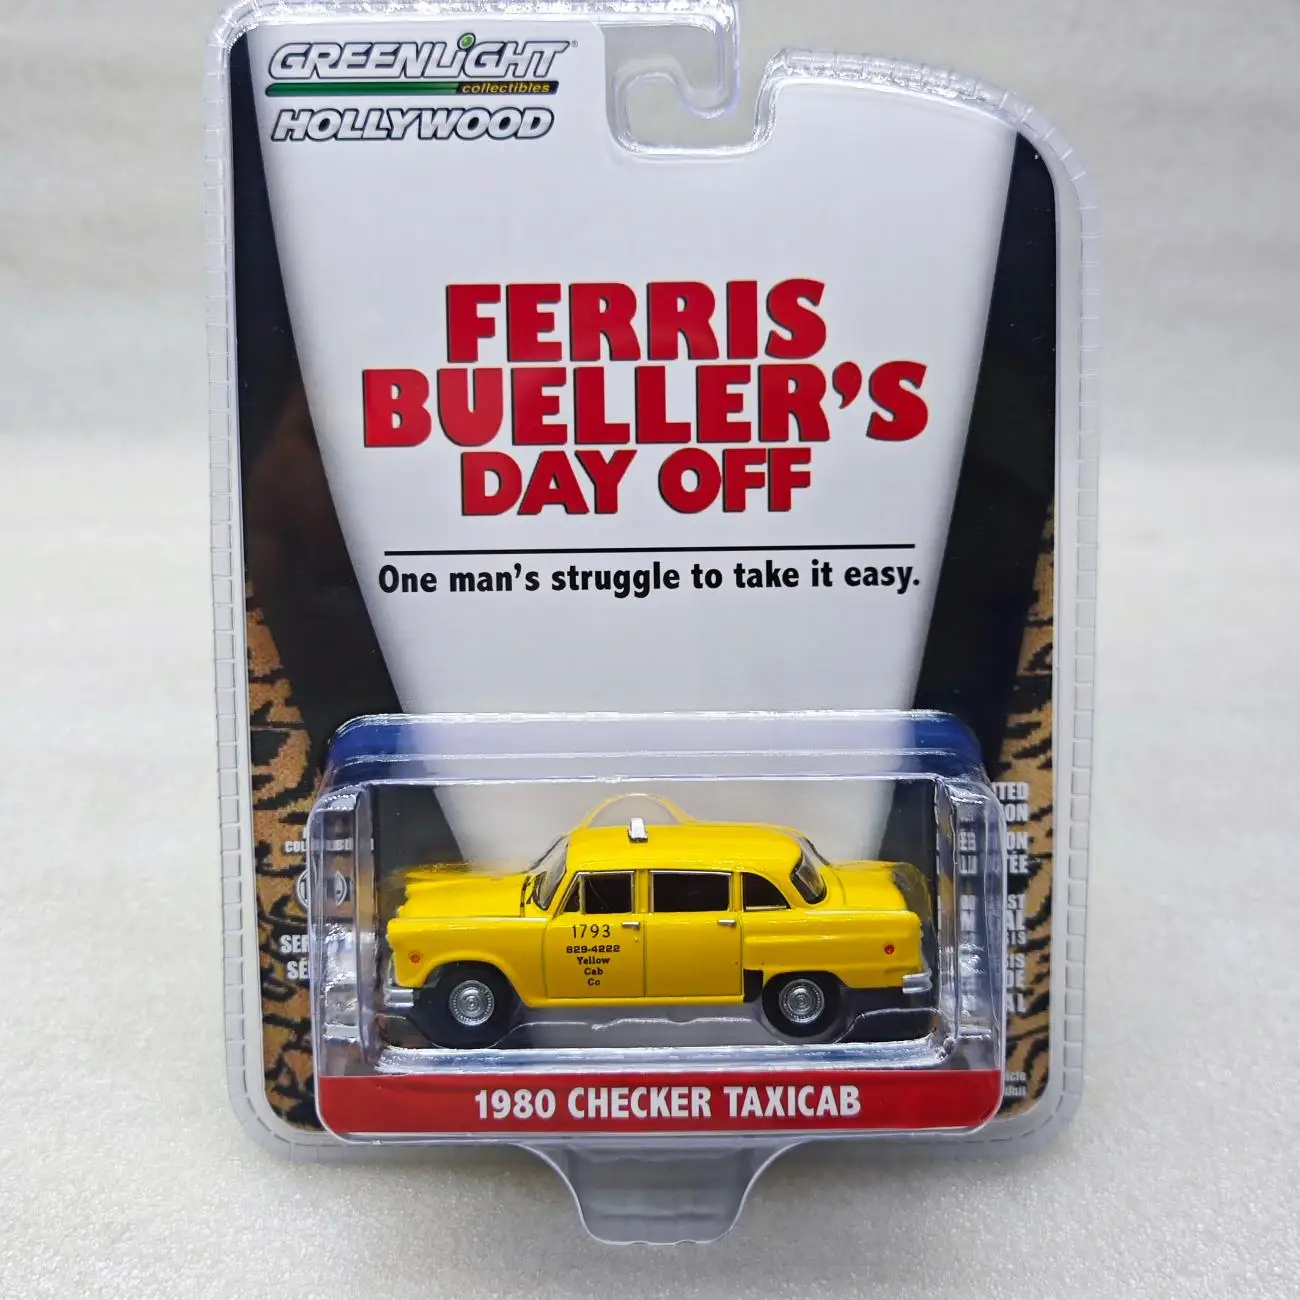 GREENLIGHT®
collectibles
HOLLYWOOD
FERRIS
BUELLER'S
DAY OFF
One man's struggle to take it easy.
1793
829-4222
Yellow
Cab
Co
1980 CHECKER TAXICAB